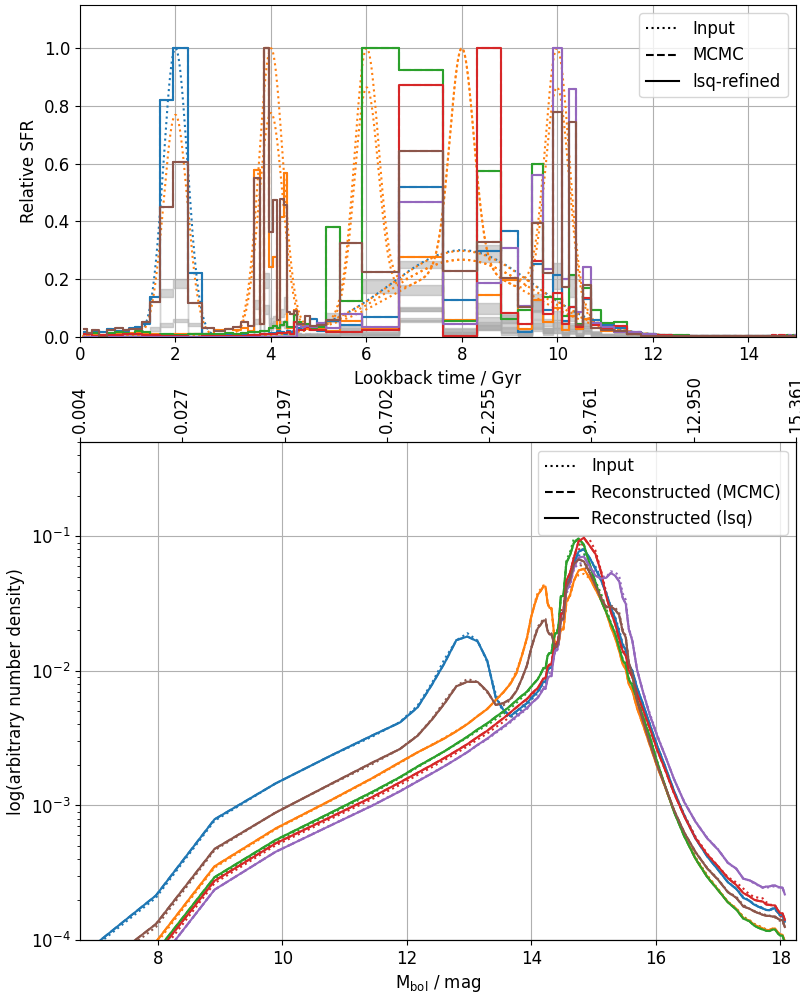 Relative SFR
1.0
0.8
0.6
0.4
0.2
0.0
Input
MCMC
lsq-refined
0 2 4 6 8 10 12 14
Lookback time / Gyr
0.004 0.027 0.197 0.702 2.255 9.761 12.950 15.361
log(arbitrary number density)
Input
Reconstructed (MCMC)
Reconstructed (lsq)
10⁻¹
10⁻²
10⁻³
10⁻⁴
8 10 12 14 16 18
M_bol / mag